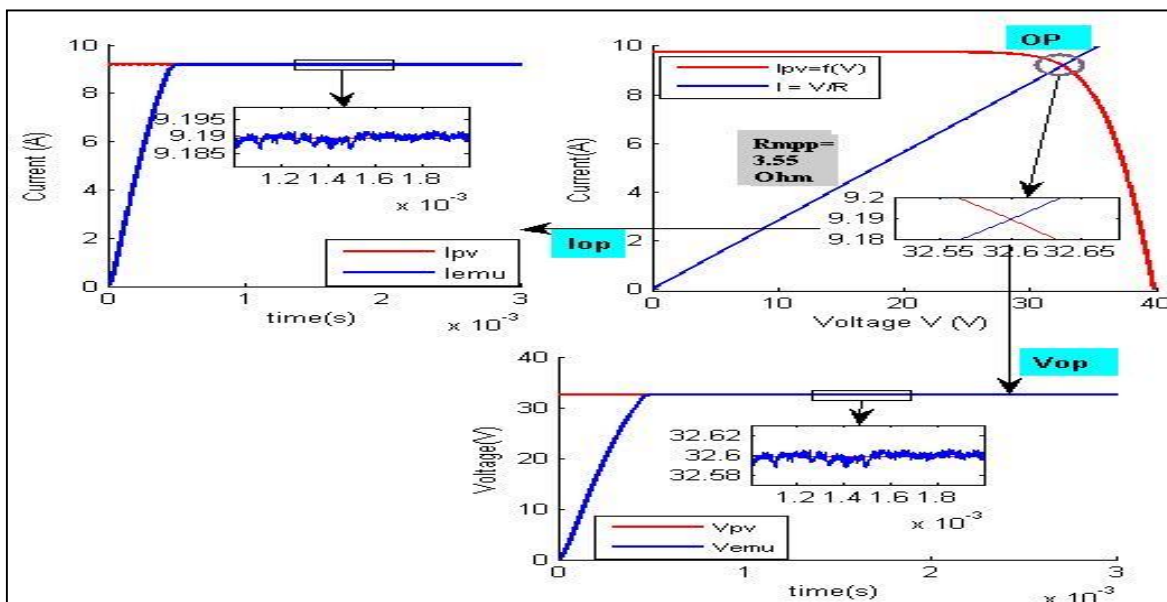 10
8
6
4
2
0
Current (A)
9.195
9.19
9.185
1.2 1.4 1.6 1.8
x 10-3
Ipv
Iemu
0 1 2 3
time(s)
x 10-3
OP
10
8
6
4
2
0
Current(A)
Ipv=f(V)
I = V/R
Rmpp=
3.55
Ohm
9.2
9.19
9.18
32.55 32.6 32.65
Iop
0 10 20 30 40
Voltage V (V)
Vop
40
30
20
10
0
Voltage(V)
32.62
32.6
32.58
1.2 1.4 1.6 1.8
x 10-3
Vpv
Vemu
0 1 2 3
time(s)
x 10-3